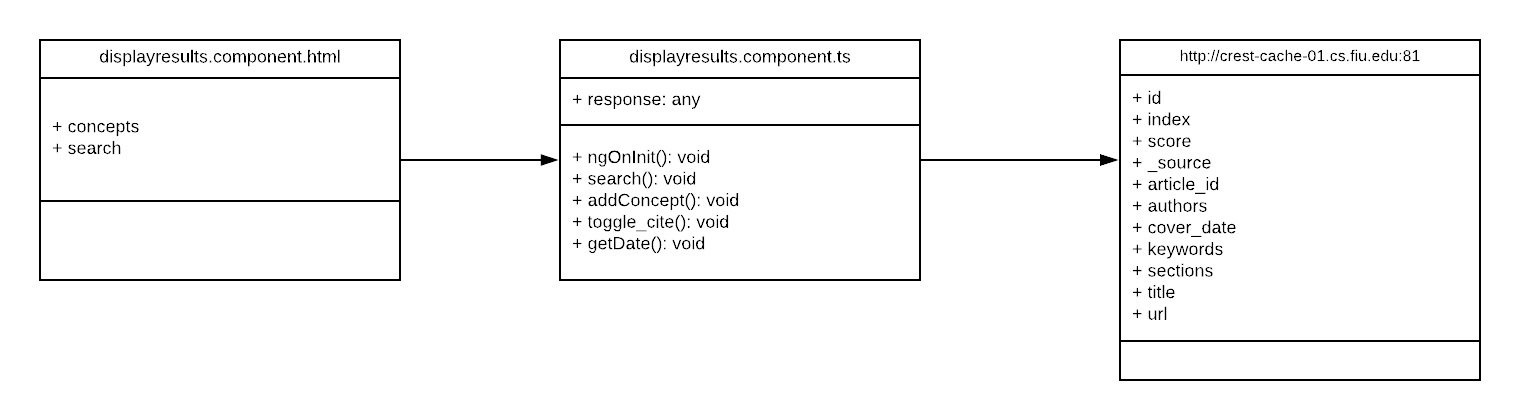 displayresults.component.html
+ concepts
+ search
displayresults.component.ts
+ response: any
+ ngOnInit(): void
+ search(): void
+ addConcept(): void
+ toggle_cite(): void
+ getDate(): void
http://crest-cache-01.cs.fiu.edu:81
+ id
+ index
+ score
+ _source
+ article_id
+ authors
+ cover_date
+ keywords
+ sections
+ title
+ url